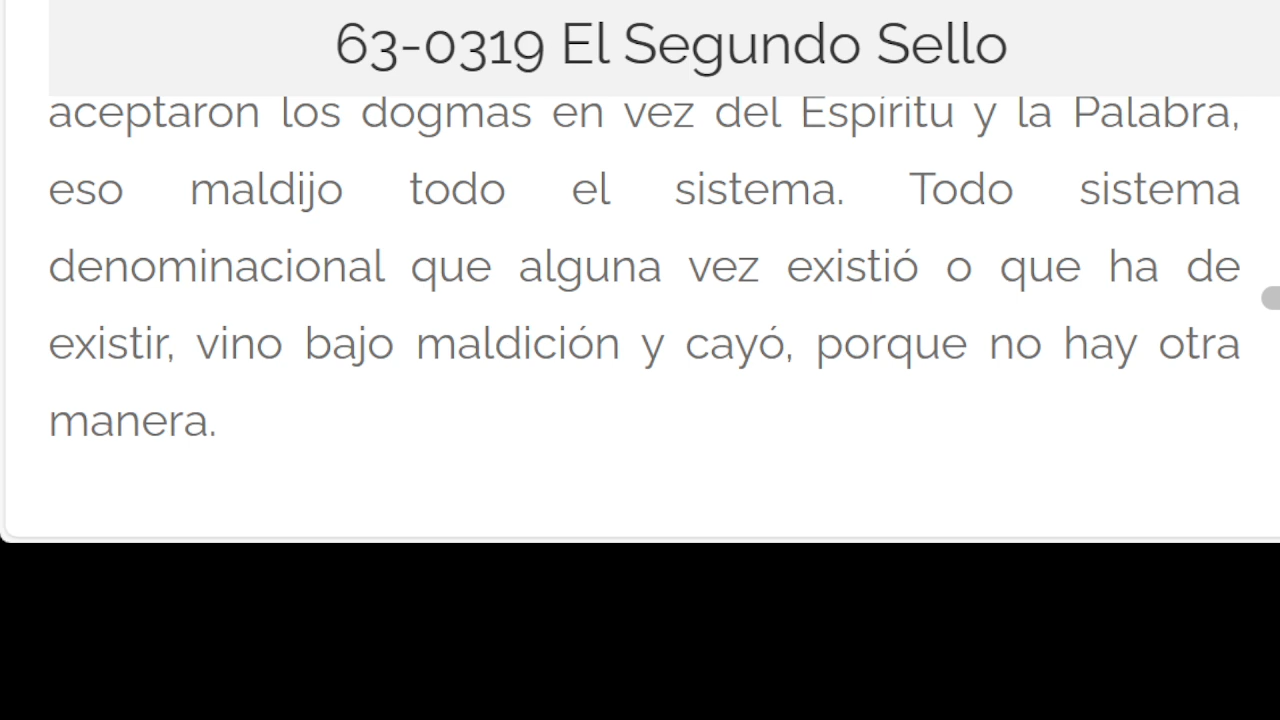 63-0319 El Segundo Sello
aceptaron los dogmas en vez del Espíritu y la Palabra,
eso maldijo todo el sistema. Todo sistema
denominacional que alguna vez existió o que ha de
existir, vino bajo maldición y cayó, porque no hay otra
manera.